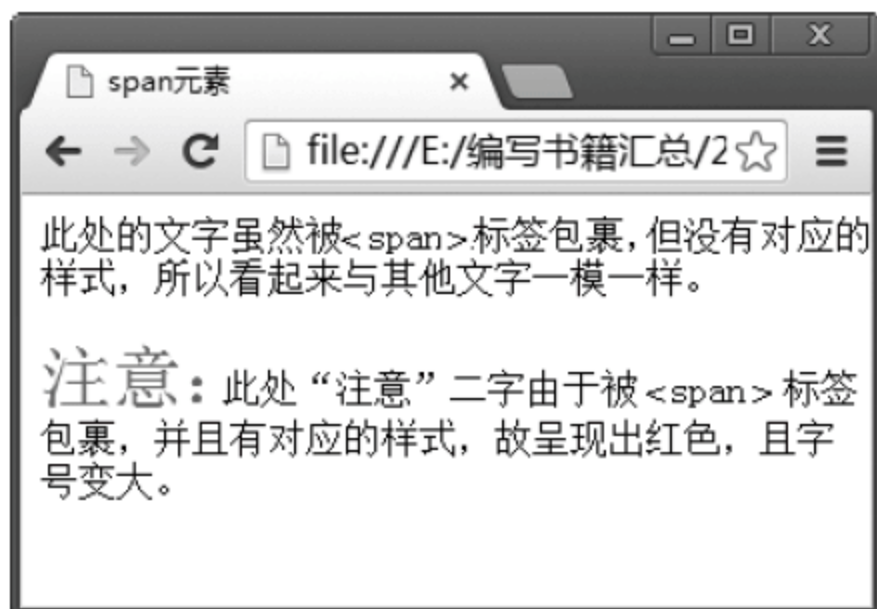 span元素
file:///E:/编写书籍汇总/2
此处的文字虽然被<span>标签包裹,但没有对应的
样式，所以看起来与其他文字一模一样。
注意：此处“注意”二字由于被<span>标签
包裹，并且有对应的样式，故呈现出红色，且字
号变大。